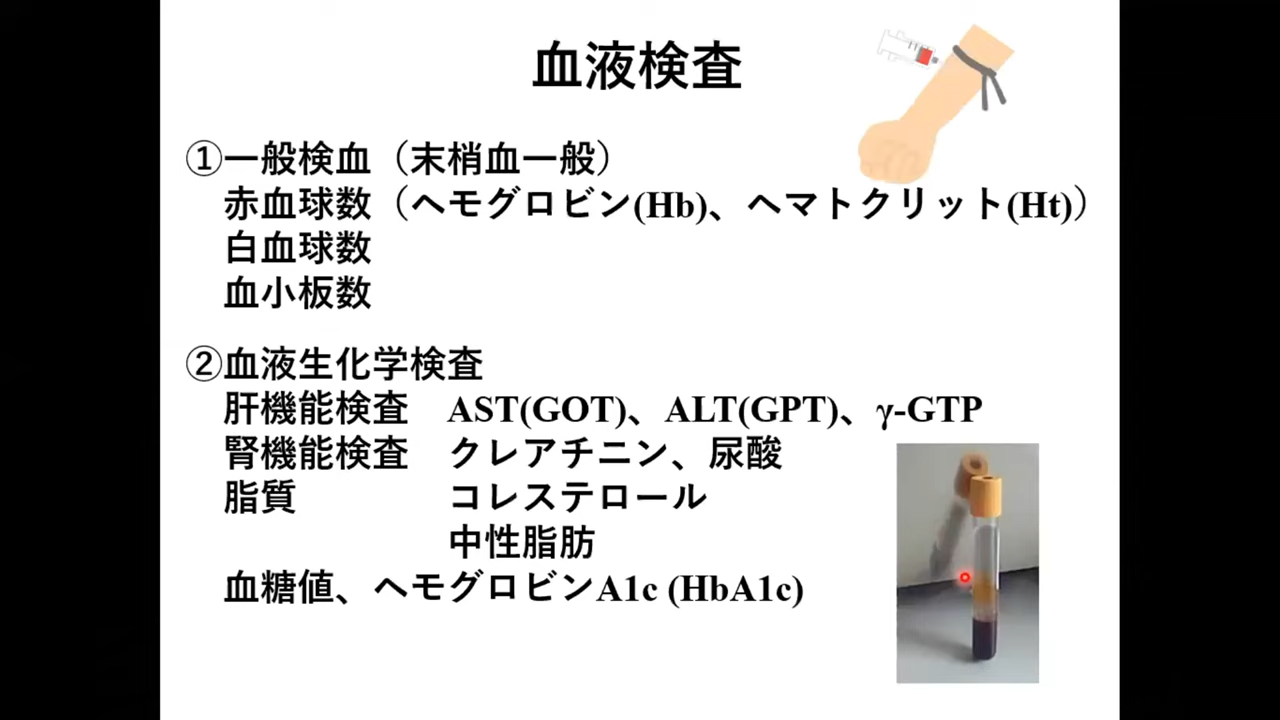 血液検査
①一般検血（末梢血一般）
赤血球数（ヘモグロビン(Hb)、ヘマトクリット(Ht)）
白血球数
血小板数
②血液生化学検査
肝機能検査 AST(GOT)、ALT(GPT)、γ-GTP
腎機能検査 クレアチニン、尿酸
脂質 コレステロール
中性脂肪
血糖値、ヘモグロビンA1c (HbA1c)